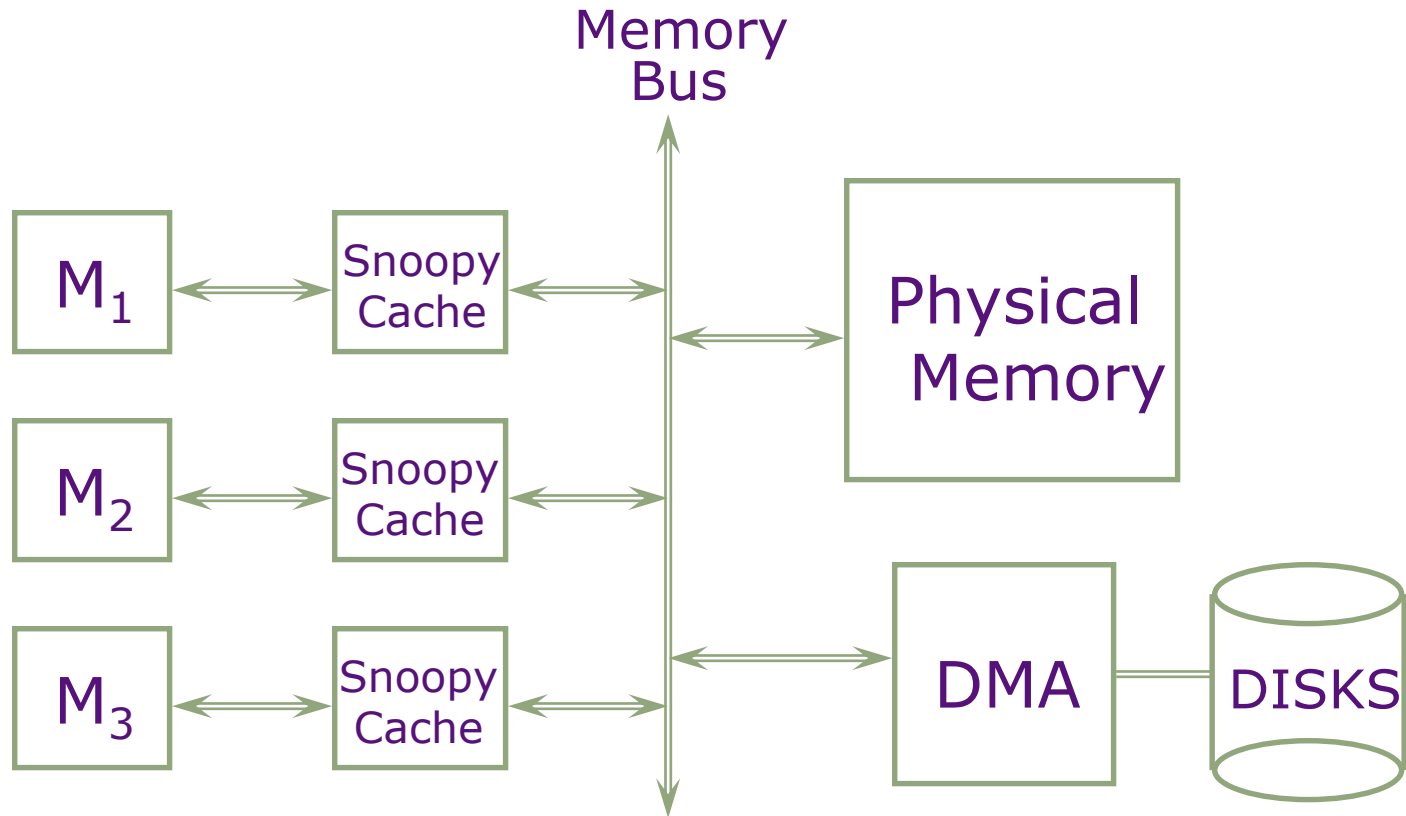 Memory
Bus
M₁
Snoopy
Cache
Physical
Memory
M₂
Snoopy
Cache
M₃
Snoopy
Cache
DMA
DISKS